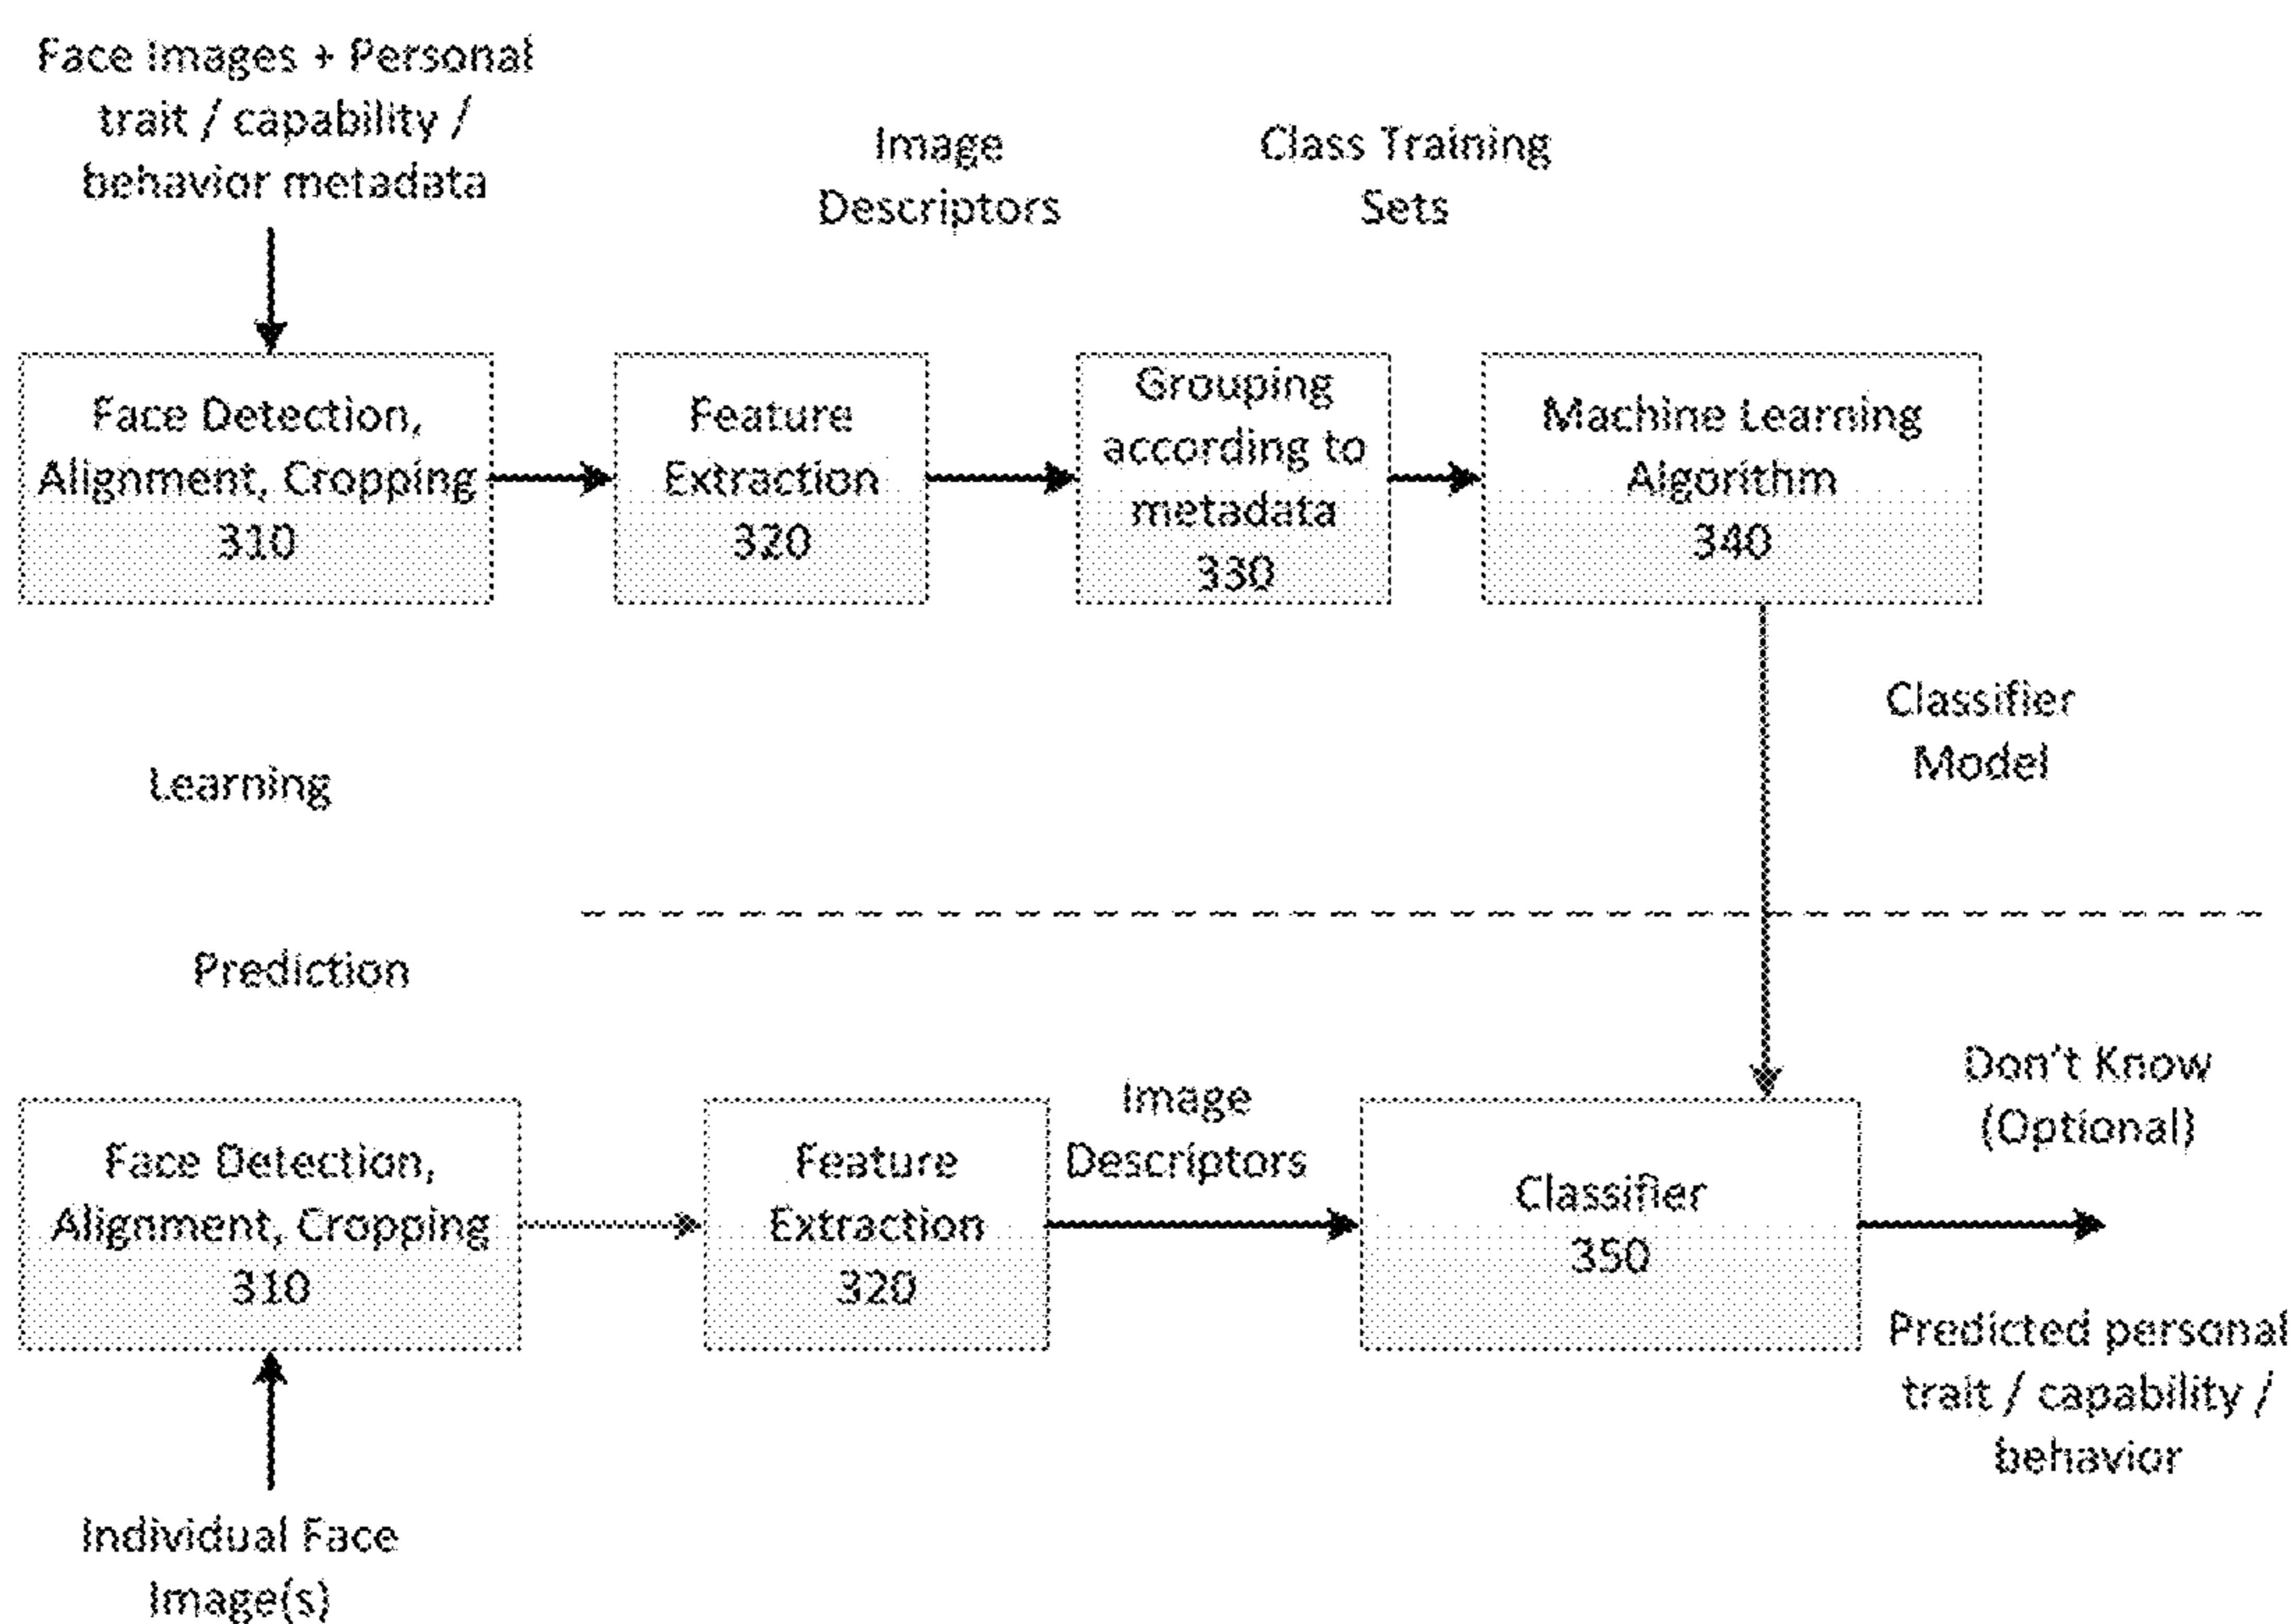 Face Images + Personal
trait / capability /
behavior metadata
Image
Descriptors
Class Training
Sets
Face Detection,
Alignment, Cropping
310
Feature
Extraction
320
Grouping
according to
metadata
330
Machine Learning
Algorithm
340
Classifier
Model
Learning
Prediction
Face Detection,
Alignment, Cropping
310
Feature
Extraction
320
Image
Descriptors
Classifier
350
Don't Know
(Optional)
Predicted personal
trait / capability /
behavior
Individual Face
Image(s)